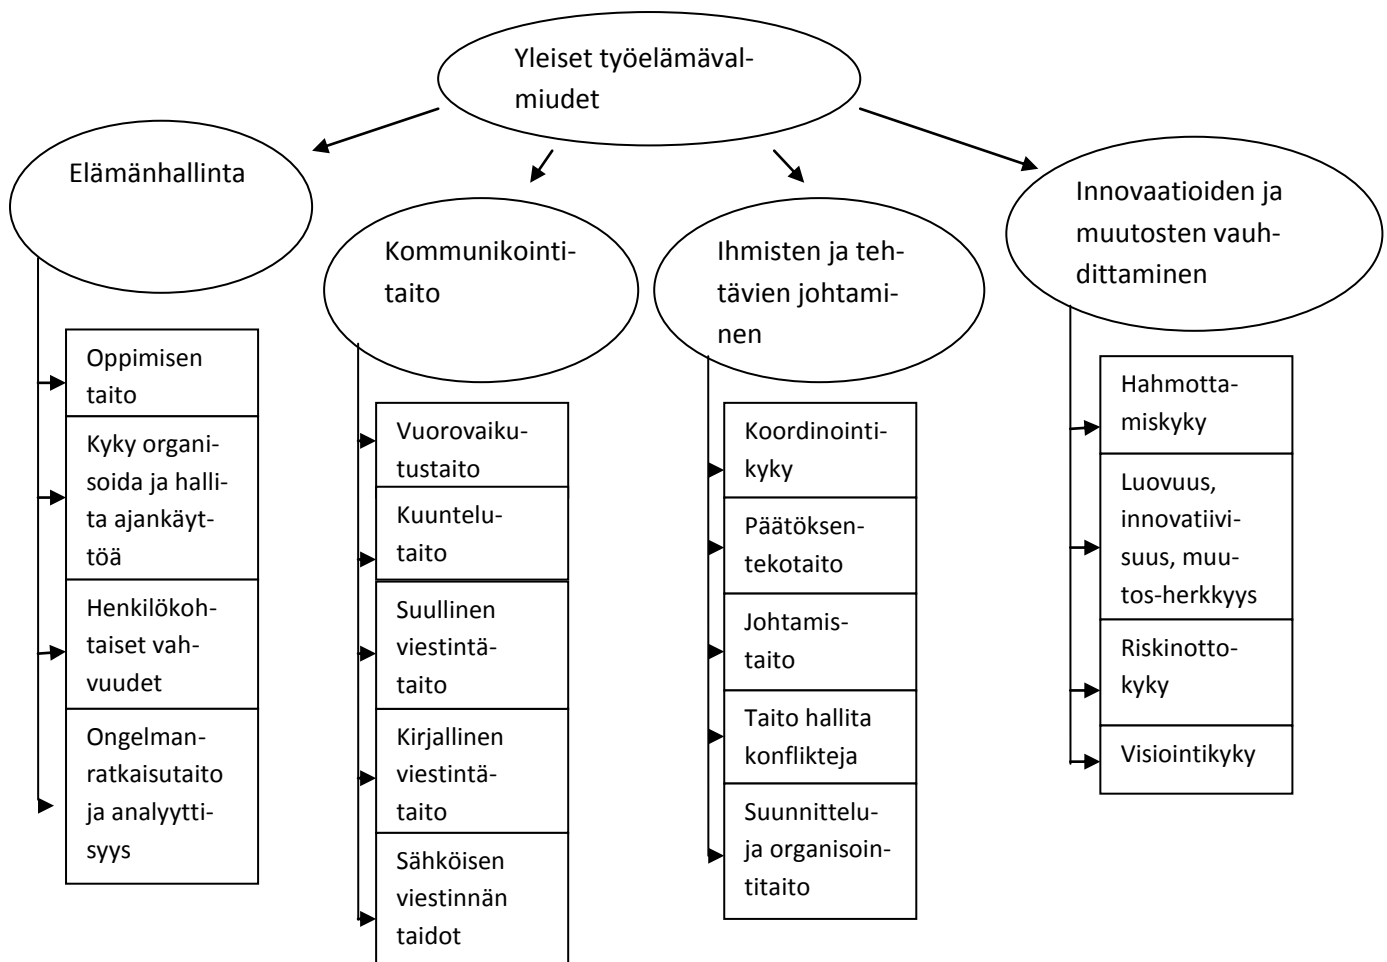 Yleiset työelämäval-
miudet
Elämänhallinta
Kommunikointi-
taito
Ihmisten ja teh-
tävien johtami-
nen
Innovaatioiden ja
muutosten vauh-
dittaminen
Oppimisen
taito
Kyky organi-
soida ja halli-
ta ajankäyt-
töä
Henkilökoh-
taiset vah-
vuudet
Ongelman-
ratkaisutaito
ja analyytti-
syys
Vuorovaiku-
tustaito
Kuuntelu-
taito
Suullinen
viestintä-
taito
Kirjallinen
viestintä-
taito
Sähköisen
viestinnän
taidot
Koordinointi-
kyky
Päätöksen-
tekotaito
Johtamis-
taito
Taito hallita
konflikteja
Suunnittelu-
ja organisoin-
titaito
Hahmotta-
miskyky
Luovuus,
innovatiivi-
suus, muu-
tos-herkkyys
Riskinotto-
kyky
Visiointikyky